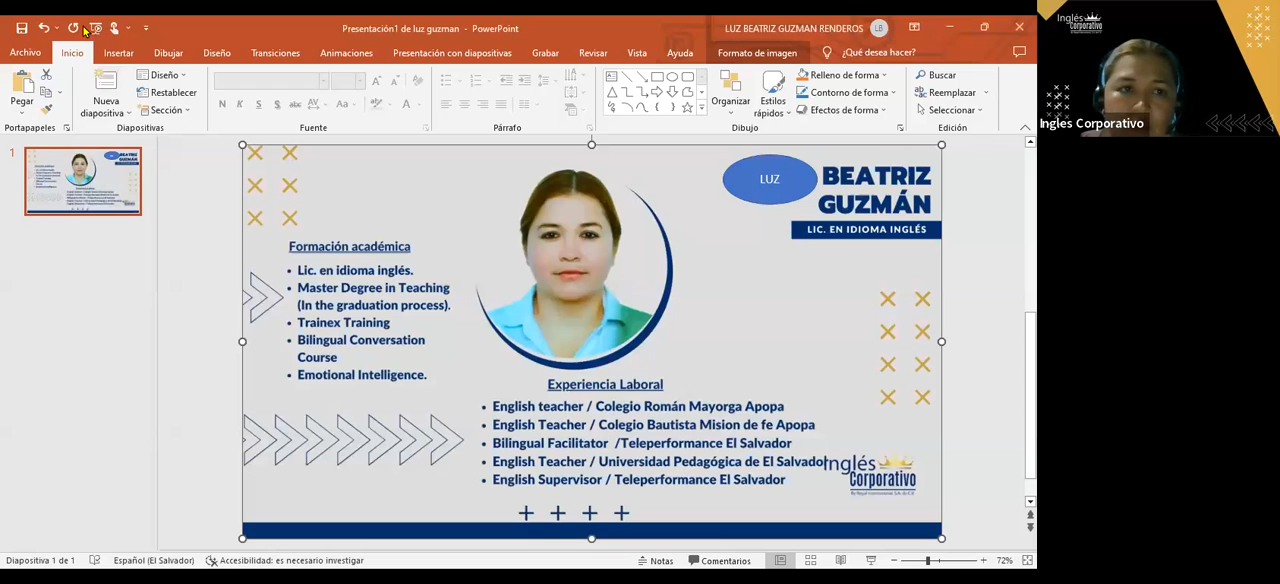 Presentación1 de luz guzman - PowerPoint
LUZ BEATRIZ GUZMAN RENDEROS
LB
Archivo
Inicio
Insertar
Dibujar
Diseño
Transiciones
Animaciones
Presentación con diapositivas
Grabar
Revisar
Vista
Ayuda
Formato de imagen
¿Qué desea hacer?
Pegar
Portapapeles
Nueva
diapositiva
Diseño
Restablecer
Sección
Diapositivas
N
K
S
S
abc
AV
Aa
A
Fuente
Párrafo
Organizar
Estilos
rápidos
Relleno de forma
Contorno de forma
Efectos de forma
Dibujo
Buscar
Reemplazar
Seleccionar
Edición
1
LUZ
BEATRIZ
GUZMÁN
LIC. EN IDIOMA INGLÉS
Formación académica
• Lic. en idioma inglés.
• Master Degree in Teaching
(In the graduation process).
• Trainex Training
• Bilingual Conversation
Course
• Emotional Intelligence.
Experiencia Laboral
• English teacher / Colegio Román Mayorga Apopa
• English Teacher / Colegio Bautista Mision de fe Apopa
• Bilingual Facilitator /Teleperformance El Salvador
• English Teacher / Universidad Pedagógica de El Salvador
• English Supervisor / Teleperformance El Salvador
Inglés
Corporativo
Diapositiva 1 de 1
Español (El Salvador)
Accesibilidad: es necesario investigar
Notas
Comentarios
72%
Inglés
Corporativo
Ingles Corporativo